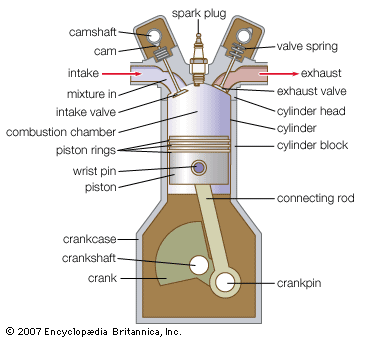 spark plug
camshaft
cam
valve spring
intake
exhaust
mixture in
exhaust valve
intake valve
cylinder head
combustion chamber
cylinder
piston rings
cylinder block
wrist pin
piston
connecting rod
crankcase
crankshaft
crank
crankpin
© 2007 Encyclopædia Britannica, Inc.